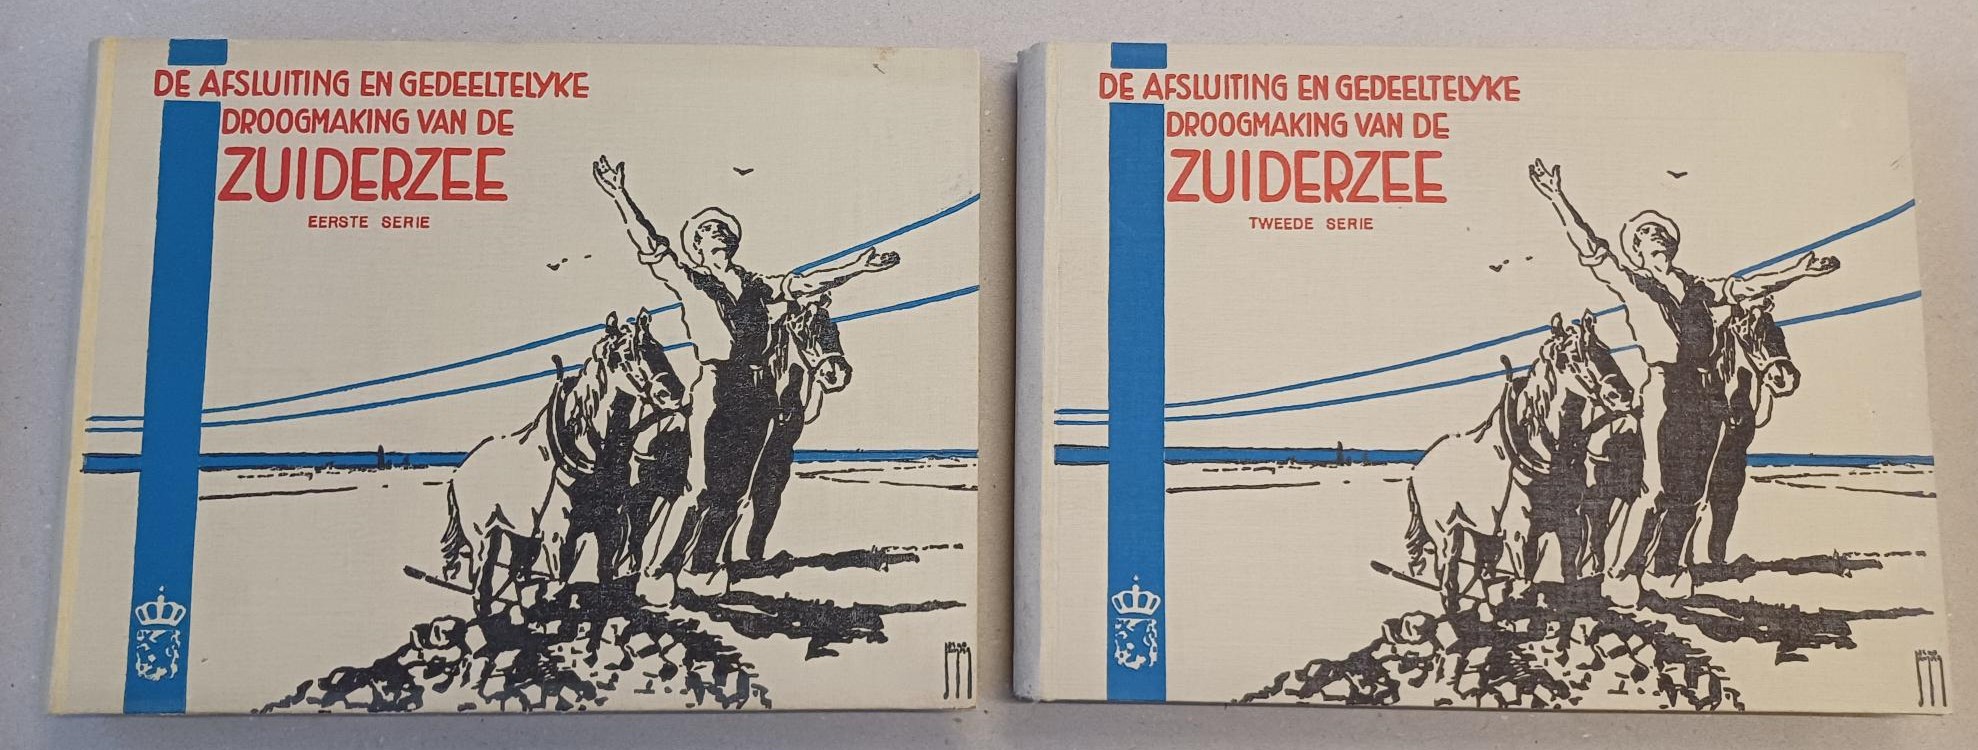 DE AFSLUITING EN GEDEELTELYKE
DROOGMAKING VAN DE
ZUIDERZEE
EERSTE SERIE
DE AFSLUITING EN GEDEELTELYKE
DROOGMAKING VAN DE
ZUIDERZEE
TWEEDE SERIE